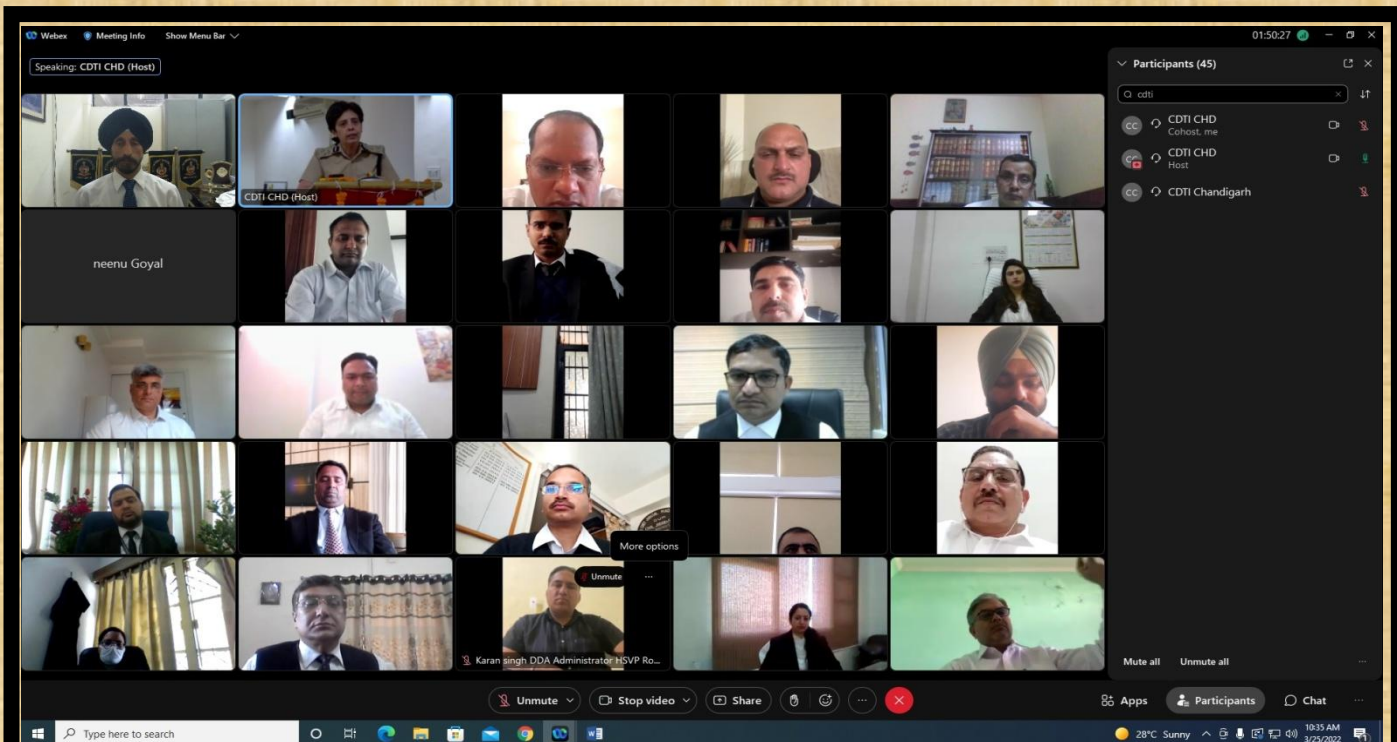 Webex Meeting Info Show Menu Bar
01:50:27
Speaking: CDTI CHD (Host)
CDTI CHD (Host)
neenu Goyal
More options
Unmute
Karan singh DDA Administrator HSVP Ro...
Participants (45)
cdti
CC CDTI CHD
Cohost, me
CC CDTI CHD
Host
CC CDTI Chandigarh
Mute all Unmute all
Unmute Stop video Share
Apps Participants Chat
Type here to search
28°C Sunny
10:35 AM
3/25/2022